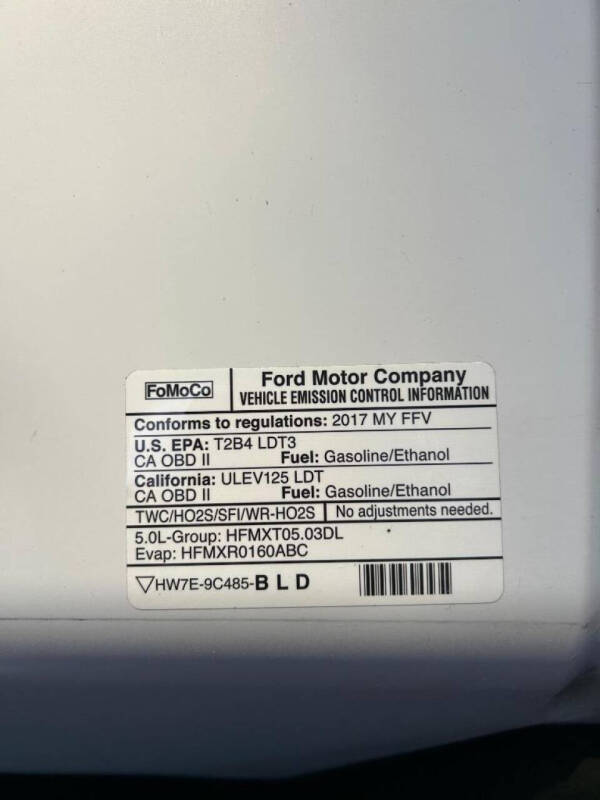 FoMoCo
Ford Motor Company
VEHICLE EMISSION CONTROL INFORMATION
Conforms to regulations: 2017 MY FFV
U.S. EPA: T2B4 LDT3
CA OBD II Fuel: Gasoline/Ethanol
California: ULEV125 LDT
CA OBD II Fuel: Gasoline/Ethanol
TWC/HO2S/SFI/WR-HO2S No adjustments needed.
5.0L-Group: HFMXT05.03DL
Evap: HFMXR0160ABC
▽HW7E-9C485-B L D